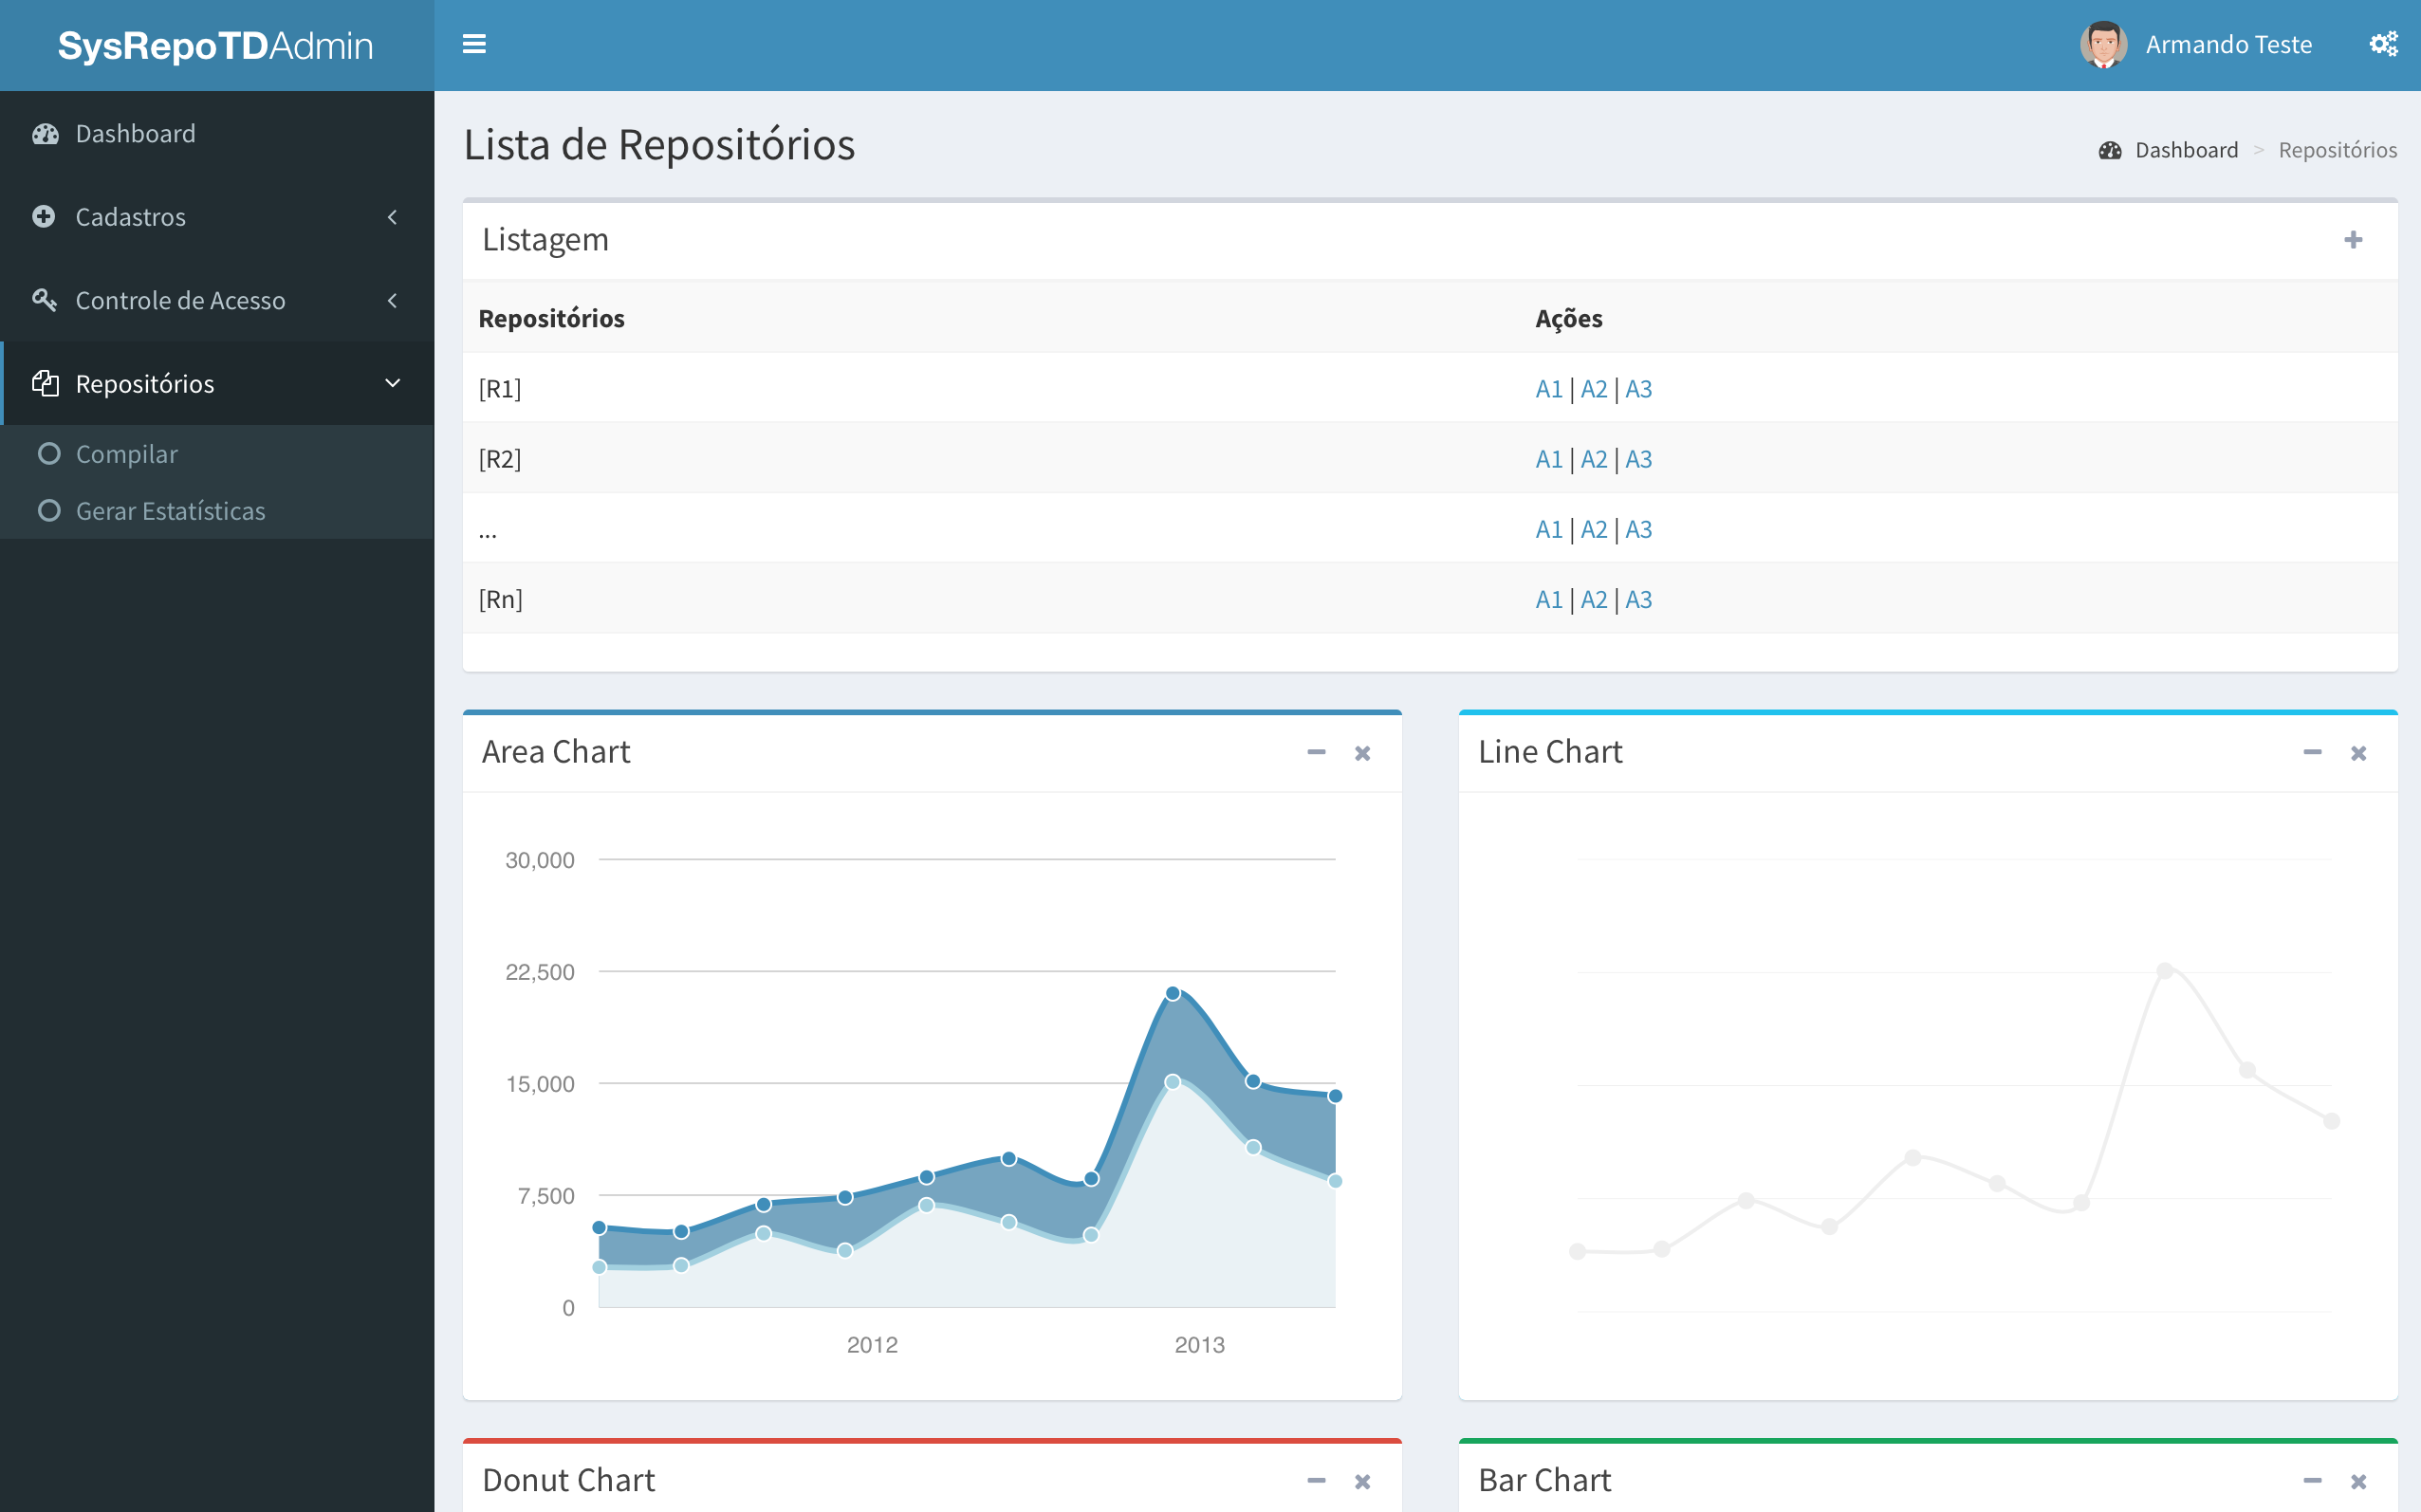 SysRepoTDAdmin
Armando Teste
Dashboard
Cadastros
Controle de Acesso
Repositórios
Compilar
Gerar Estatísticas
Lista de Repositórios
Dashboard > Repositórios
Listagem
Repositórios Ações
[R1] A1 | A2 | A3
[R2] A1 | A2 | A3
... A1 | A2 | A3
[Rn] A1 | A2 | A3
Area Chart
30,000
22,500
15,000
7,500
0
2012 2013
Line Chart
Donut Chart
Bar Chart